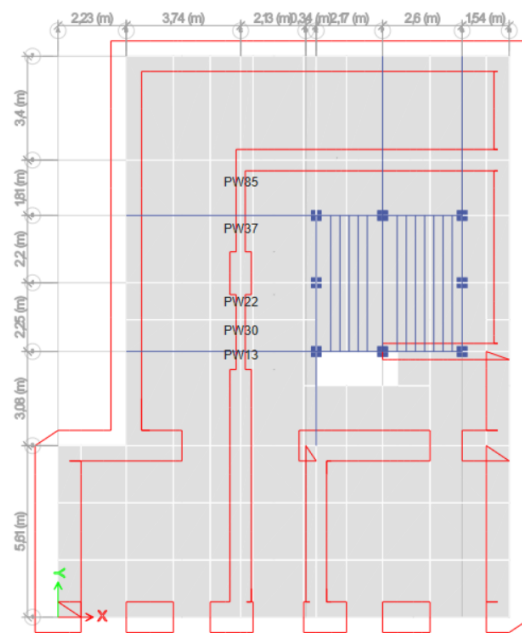 2,23 (m) 3,74 (m) 2,13 (m) 0,34 (m) 2,17 (m) 2,6 (m) 1,54 (m)
3,4 (m)
1,81 (m)
2,2 (m)
2,25 (m)
3,08 (m)
5,61 (m)
PW85
PW37
PW22
PW30
PW13
Y
X